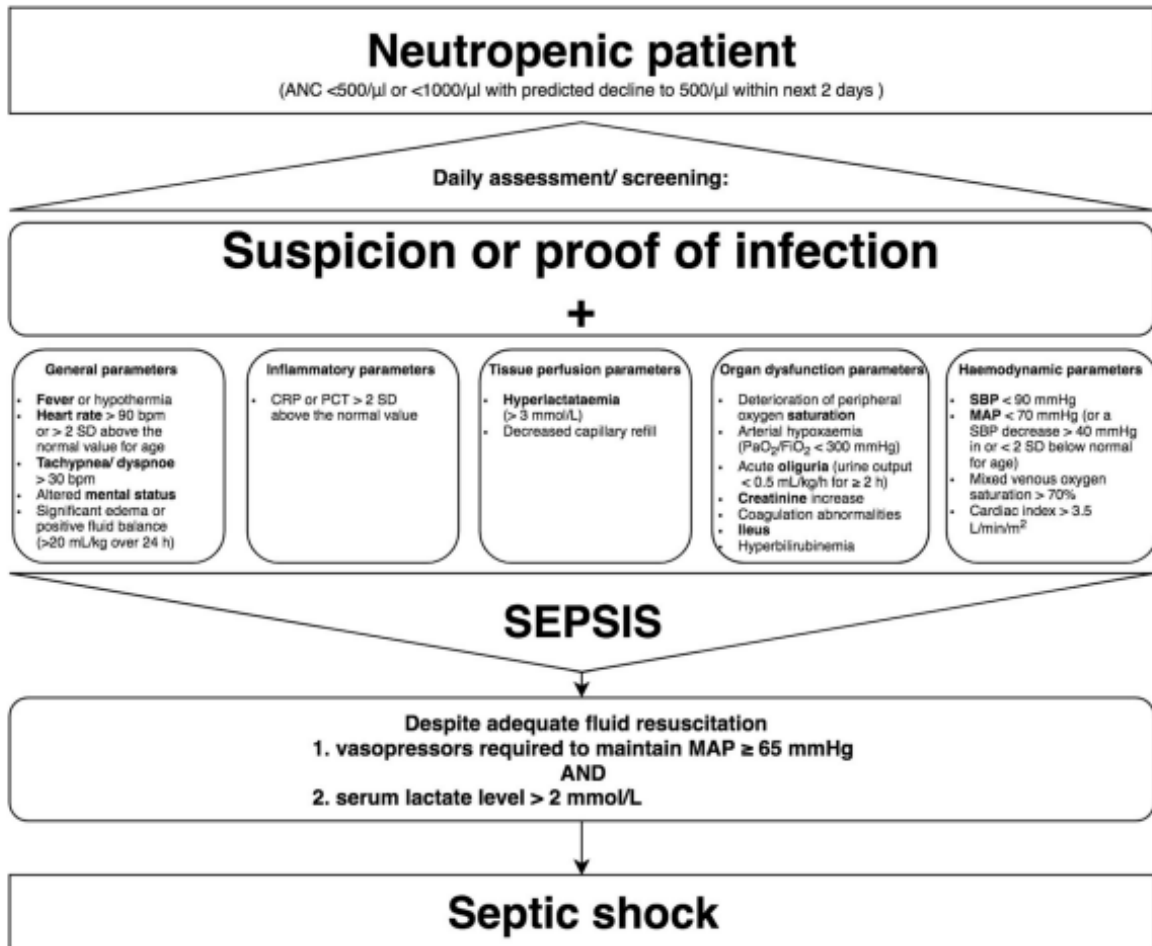 Neutropenic patient
(ANC <500/µl or <1000/µl with predicted decline to 500/µl within next 2 days )
Daily assessment/ screening:
Suspicion or proof of infection
+
General parameters
• Fever or hypothermia
• Heart rate > 90 bpm
or > 2 SD above the
normal value for age
• Tachypnea/ dyspnoe
> 30 bpm
• Altered mental status
• Significant edema or
positive fluid balance
(>20 mL/kg over 24 h)
Inflammatory parameters
• CRP or PCT > 2 SD
above the normal value
Tissue perfusion parameters
• Hyperlactataemia
(> 3 mmol/L)
• Decreased capillary refill
Organ dysfunction parameters
• Deterioration of peripheral
oxygen saturation
• Arterial hypoxaemia
(PaO₂/FiO₂ < 300 mmHg)
• Acute oliguria (urine output
< 0.5 mL/kg/h for ≥ 2 h)
• Creatinine increase
• Coagulation abnormalities
• Ileus
• Hyperbilirubinemia
Haemodynamic parameters
• SBP < 90 mmHg
• MAP < 70 mmHg (or a
SBP decrease > 40 mmHg
in or < 2 SD below normal
for age)
• Mixed venous oxygen
saturation > 70%
• Cardiac index > 3.5
L/min/m²
SEPSIS
Despite adequate fluid resuscitation
1. vasopressors required to maintain MAP ≥ 65 mmHg
AND
2. serum lactate level > 2 mmol/L
Septic shock